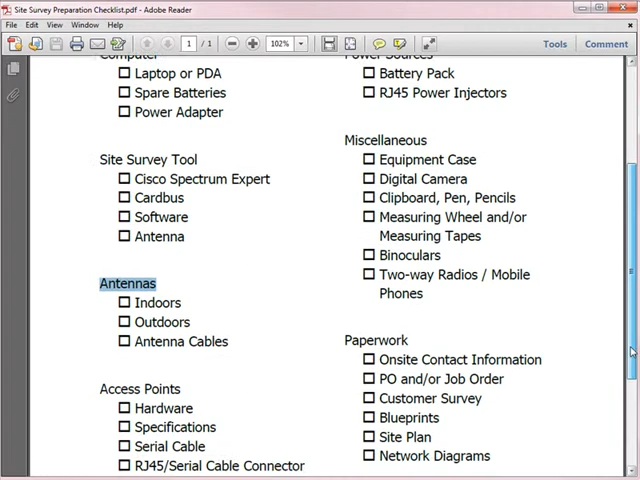 Site Survey Preparation Checklist.pdf - Adobe Reader
File Edit View Window Help
1 / 1 102% Tools Comment
Computer
Laptop or PDA
Spare Batteries
Power Adapter
Site Survey Tool
Cisco Spectrum Expert
Cardbus
Software
Antenna
Antennas
Indoors
Outdoors
Antenna Cables
Access Points
Hardware
Specifications
Serial Cable
RJ45/Serial Cable Connector
Power Sources
Battery Pack
RJ45 Power Injectors
Miscellaneous
Equipment Case
Digital Camera
Clipboard, Pen, Pencils
Measuring Wheel and/or
Measuring Tapes
Binoculars
Two-way Radios / Mobile
Phones
Paperwork
Onsite Contact Information
PO and/or Job Order
Customer Survey
Blueprints
Site Plan
Network Diagrams